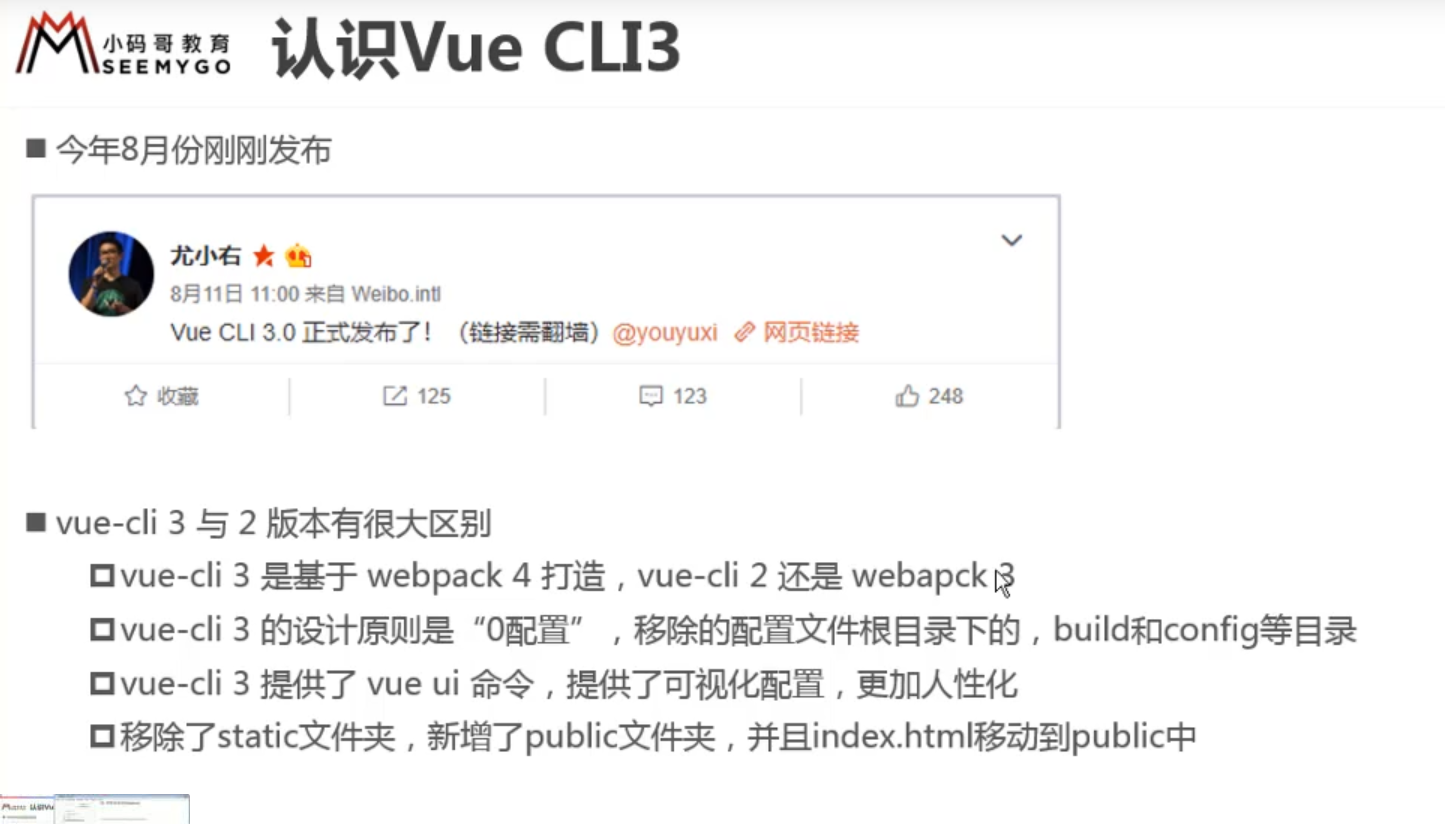 小码哥教育
SEEMYGO
认识Vue CLI3
今年8月份刚刚发布
尤小右
8月11日 11:00 来自 Weibo.intl
Vue CLI 3.0 正式发布了！（链接需翻墙）@youyuxi 网页链接
收藏 125 123 248
vue-cli 3 与 2 版本有很大区别
vue-cli 3 是基于 webpack 4 打造，vue-cli 2 还是 webapck 3
vue-cli 3 的设计原则是“0配置”，移除的配置文件根目录下的，build和config等目录
vue-cli 3 提供了 vue ui 命令，提供了可视化配置，更加人性化
移除了static文件夹，新增了public文件夹，并且index.html移动到public中